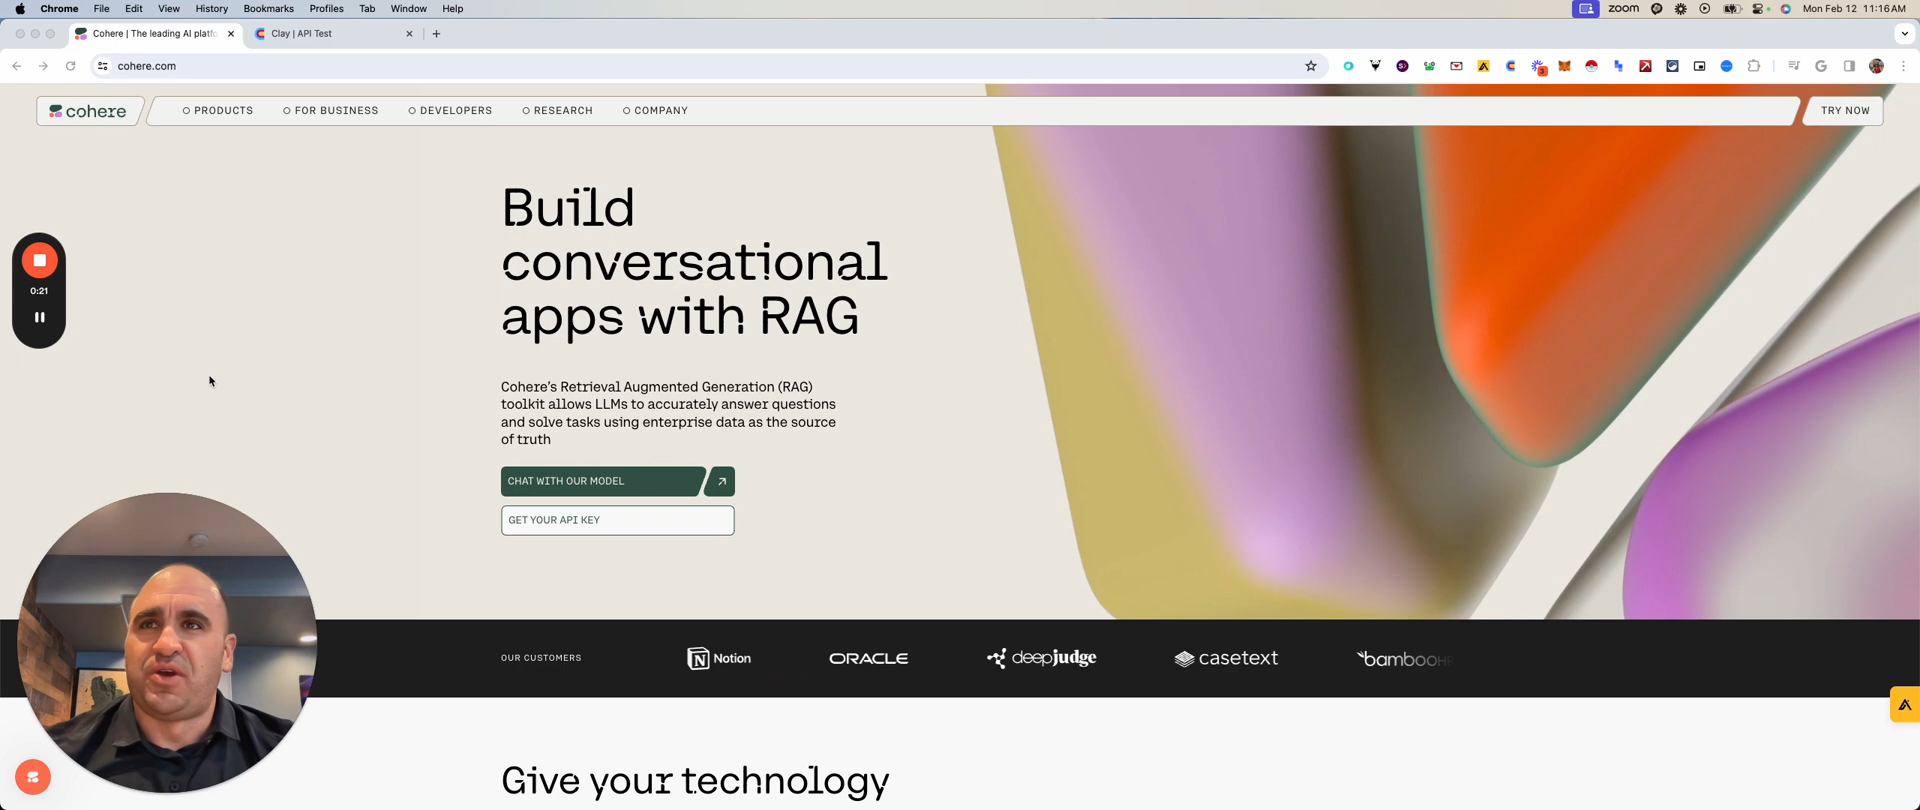 Chrome File Edit View History Bookmarks Profiles Tab Window Help
zoom
Mon Feb 12 11:16 AM
Cohere | The leading AI platfo
Clay | API Test
cohere.com
3
cohere
PRODUCTS
FOR BUSINESS
DEVELOPERS
RESEARCH
COMPANY
TRY NOW
Build
conversational
apps with RAG
0:21
Cohere's Retrieval Augmented Generation (RAG)
toolkit allows LLMs to accurately answer questions
and solve tasks using enterprise data as the source
of truth
CHAT WITH OUR MODEL
GET YOUR API KEY
OUR CUSTOMERS
Notion
ORACLE
deepjudge
casetext
bambooHR
Give your technology